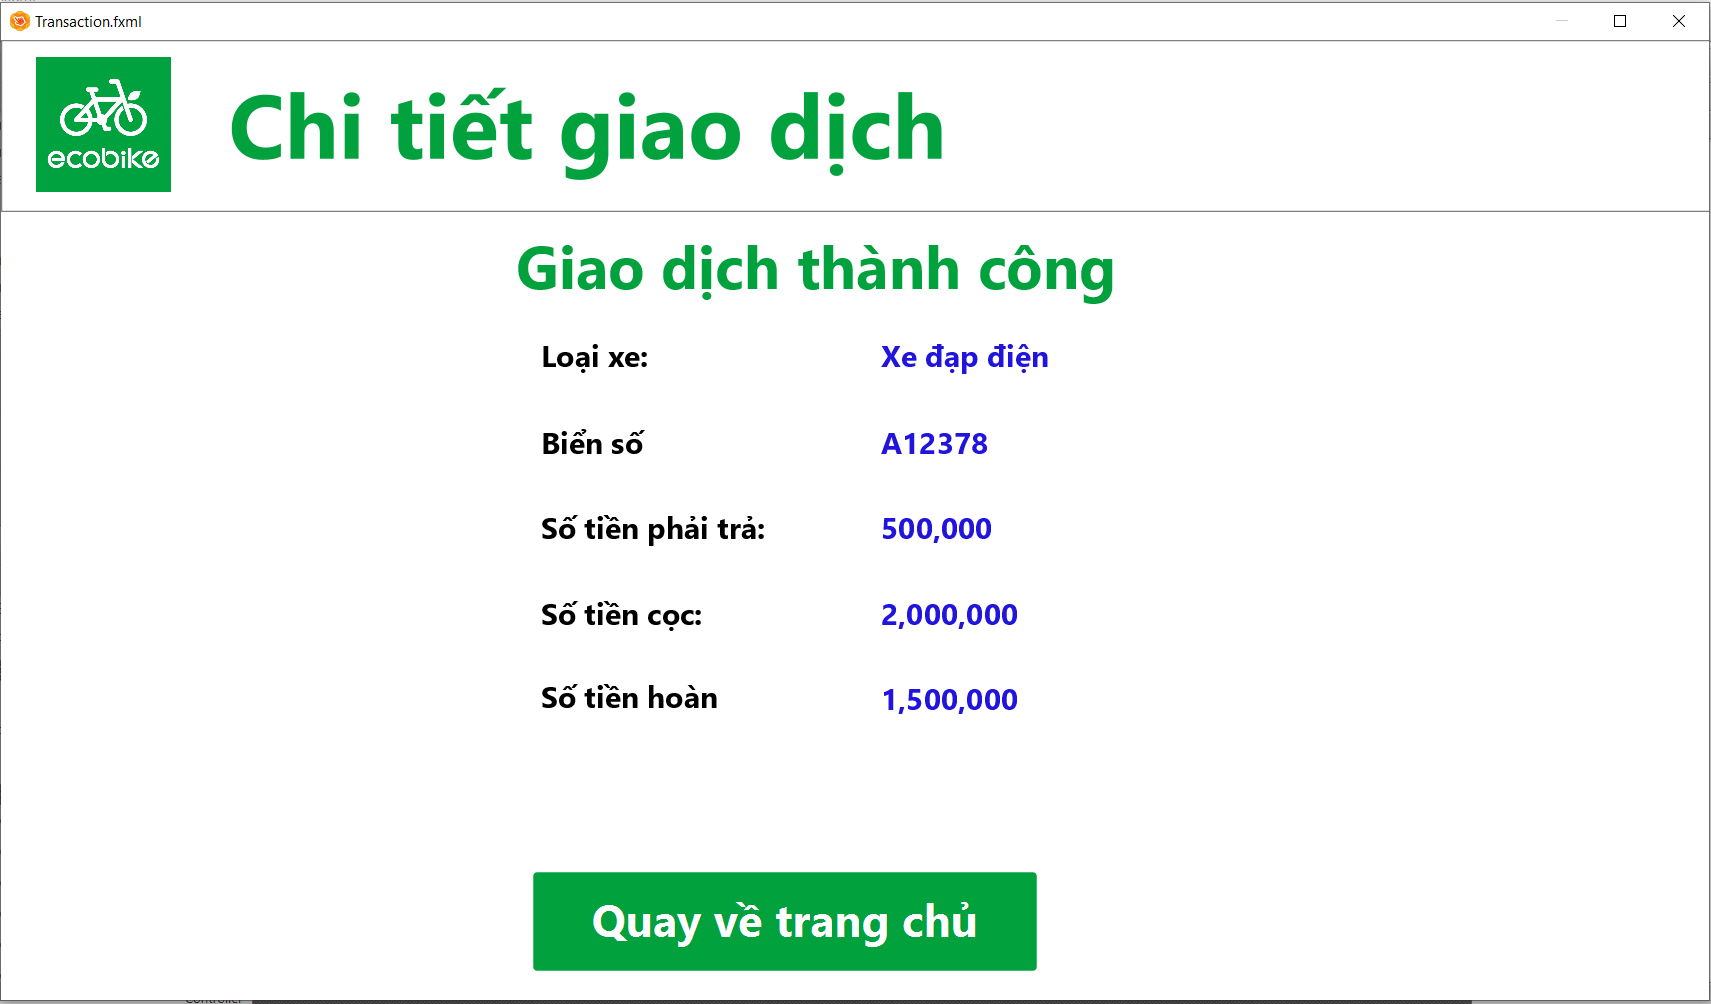 Transaction.fxml
ecobike
Chi tiết giao dịch
Giao dịch thành công
Loại xe: Xe đạp điện
Biển số A12378
Số tiền phải trả: 500,000
Số tiền cọc: 2,000,000
Số tiền hoàn 1,500,000
Quay về trang chủ